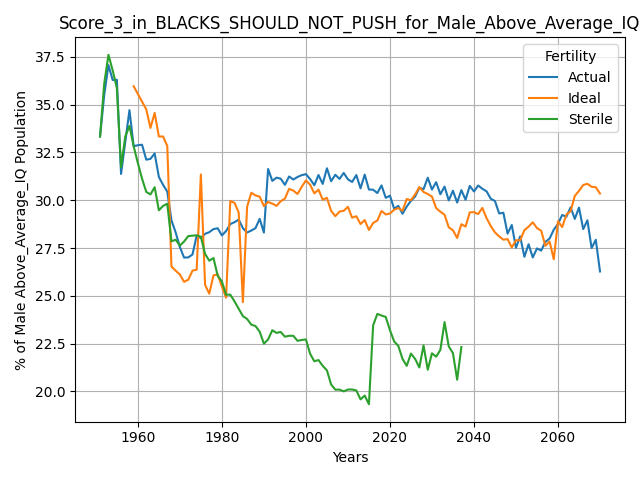 Score_3_in_BLACKS_SHOULD_NOT_PUSH_for_Male_Above_Average_IQ
Fertility
Actual
Ideal
Sterile
% of Male Above_Average_IQ Population
37.5
35.0
32.5
30.0
27.5
25.0
22.5
20.0
1960 1980 2000 2020 2040 2060
Years